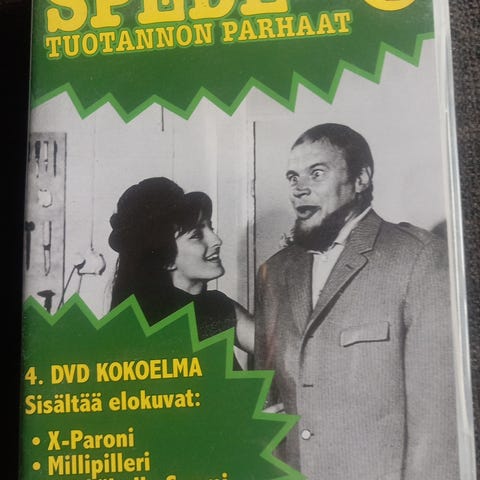 SPEDE
TUOTANNON PARHAAT
4. DVD KOKOELMA
Sisältää elokuvat:
• X-Paroni
• Millipilleri